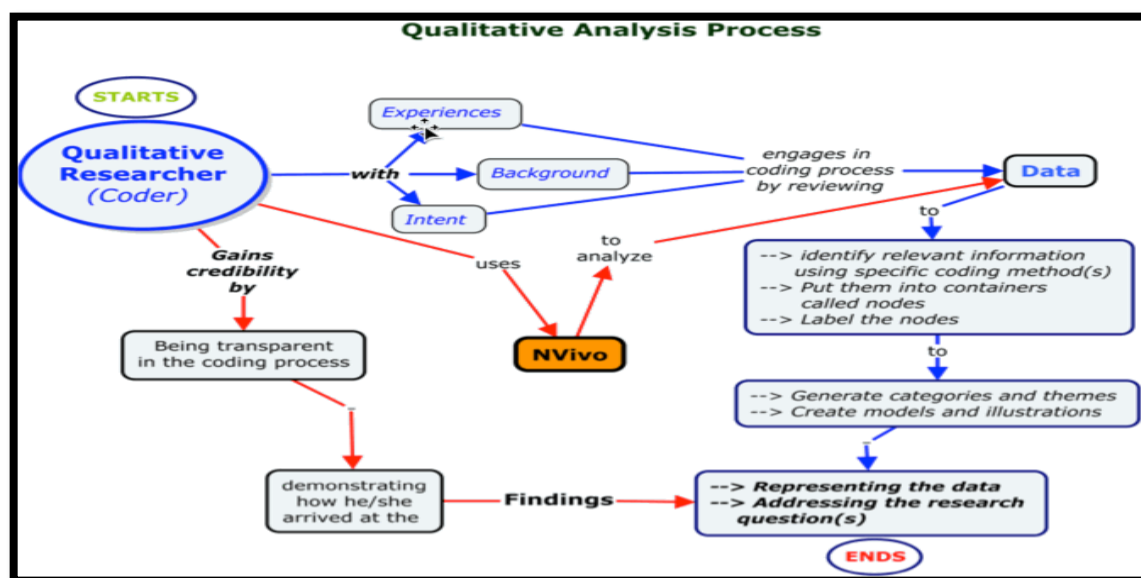 Qualitative Analysis Process
STARTS
Qualitative
Researcher
(Coder)
with
Experiences
Background
Intent
engages in
coding process
by reviewing
Data
to
--> identify relevant information
using specific coding method(s)
--> Put them into containers
called nodes
--> Label the nodes
to
--> Generate categories and themes
--> Create models and illustrations
-
--> Representing the data
--> Addressing the research
question(s)
ENDS
uses
NVivo
to
analyze
Gains
credibility
by
Being transparent
in the coding process
-
demonstrating
how he/she
arrived at the
Findings